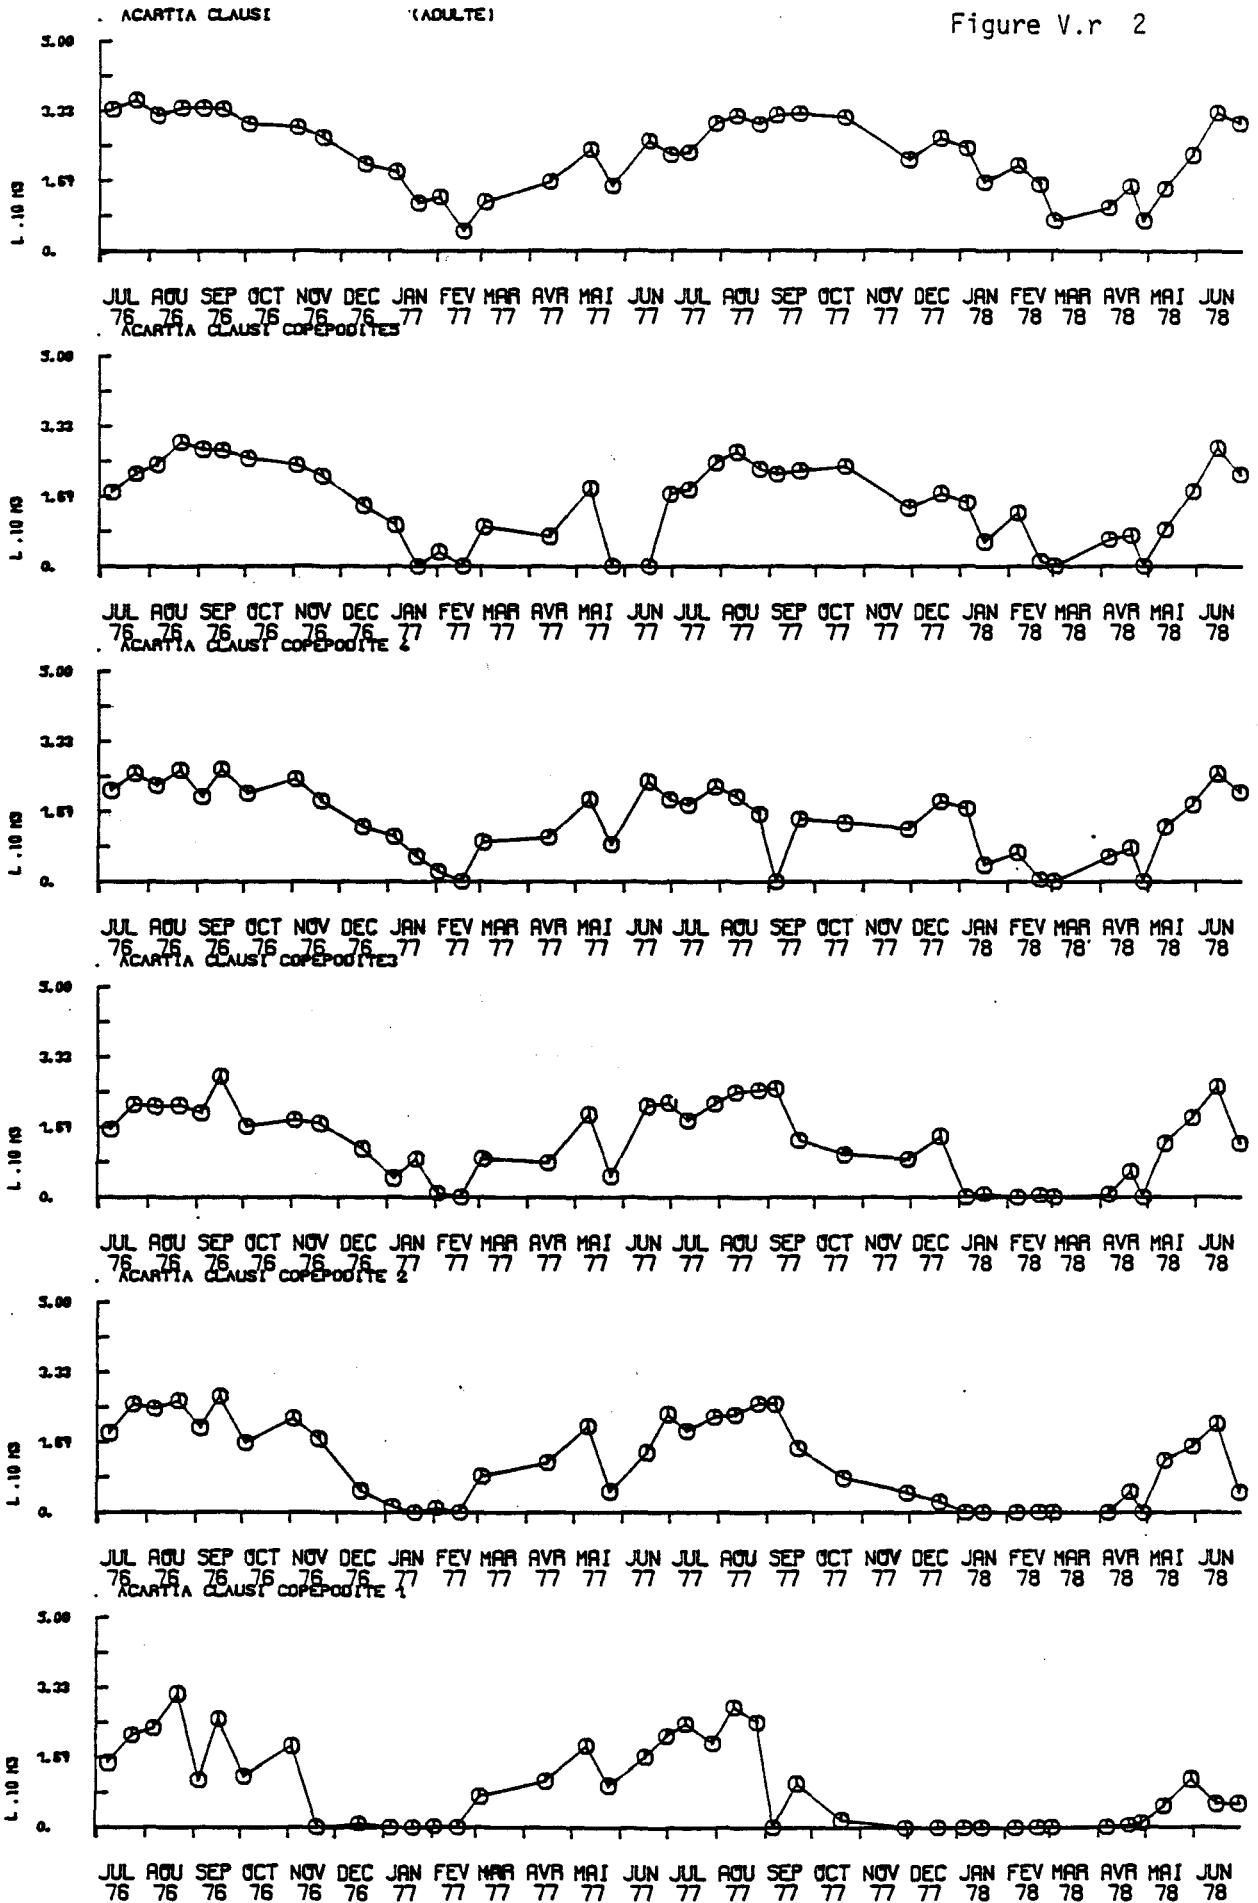 . ACARTIA CLAUSI (ADULTE)
Figure V.r 2
5.00
3.33
1.67
0.
L .10 M3
JUL AOU SEP OCT NOV DEC JAN FEV MAR AVR MAI JUN JUL AOU SEP OCT NOV DEC JAN FEV MAR AVR MAI JUN
76 76 76 76 76 76 77 77 77 77 77 77 77 77 77 77 77 77 78 78 78 78 78 78
. ACARTIA CLAUSI COPEPODITE5
5.00
3.33
1.67
0.
L .10 M3
JUL AOU SEP OCT NOV DEC JAN FEV MAR AVR MAI JUN JUL AOU SEP OCT NOV DEC JAN FEV MAR AVR MAI JUN
76 76 76 76 76 76 77 77 77 77 77 77 77 77 77 77 77 77 78 78 78 78 78 78
. ACARTIA CLAUSI COPEPODITE 4
5.00
3.33
1.67
0.
L .10 M3
JUL AOU SEP OCT NOV DEC JAN FEV MAR AVR MAI JUN JUL AOU SEP OCT NOV DEC JAN FEV MAR AVR MAI JUN
76 76 76 76 76 76 77 77 77 77 77 77 77 77 77 77 77 77 78 78 78 78 78 78
. ACARTIA CLAUSI COPEPODITE3
5.00
3.33
1.67
0.
L .10 M3
JUL AOU SEP OCT NOV DEC JAN FEV MAR AVR MAI JUN JUL AOU SEP OCT NOV DEC JAN FEV MAR AVR MAI JUN
76 76 76 76 76 76 77 77 77 77 77 77 77 77 77 77 77 77 78 78 78 78 78 78
. ACARTIA CLAUSI COPEPODITE 2
5.00
3.33
1.67
0.
L .10 M3
JUL AOU SEP OCT NOV DEC JAN FEV MAR AVR MAI JUN JUL AOU SEP OCT NOV DEC JAN FEV MAR AVR MAI JUN
76 76 76 76 76 76 77 77 77 77 77 77 77 77 77 77 77 77 78 78 78 78 78 78
. ACARTIA CLAUSI COPEPODITE 1
5.00
3.33
1.67
0.
L .10 M3
JUL AOU SEP OCT NOV DEC JAN FEV MAR AVR MAI JUN JUL AOU SEP OCT NOV DEC JAN FEV MAR AVR MAI JUN
76 76 76 76 76 76 77 77 77 77 77 77 77 77 77 77 77 77 78 78 78 78 78 78